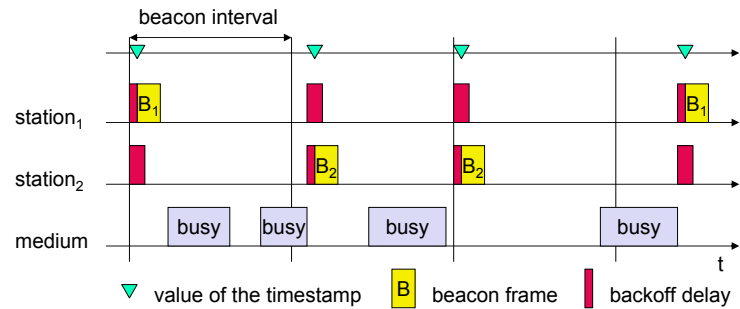 beacon interval
B1 B1
station1
B2 B2
station2
busy busy busy busy
medium
t
value of the timestamp B beacon frame backoff delay